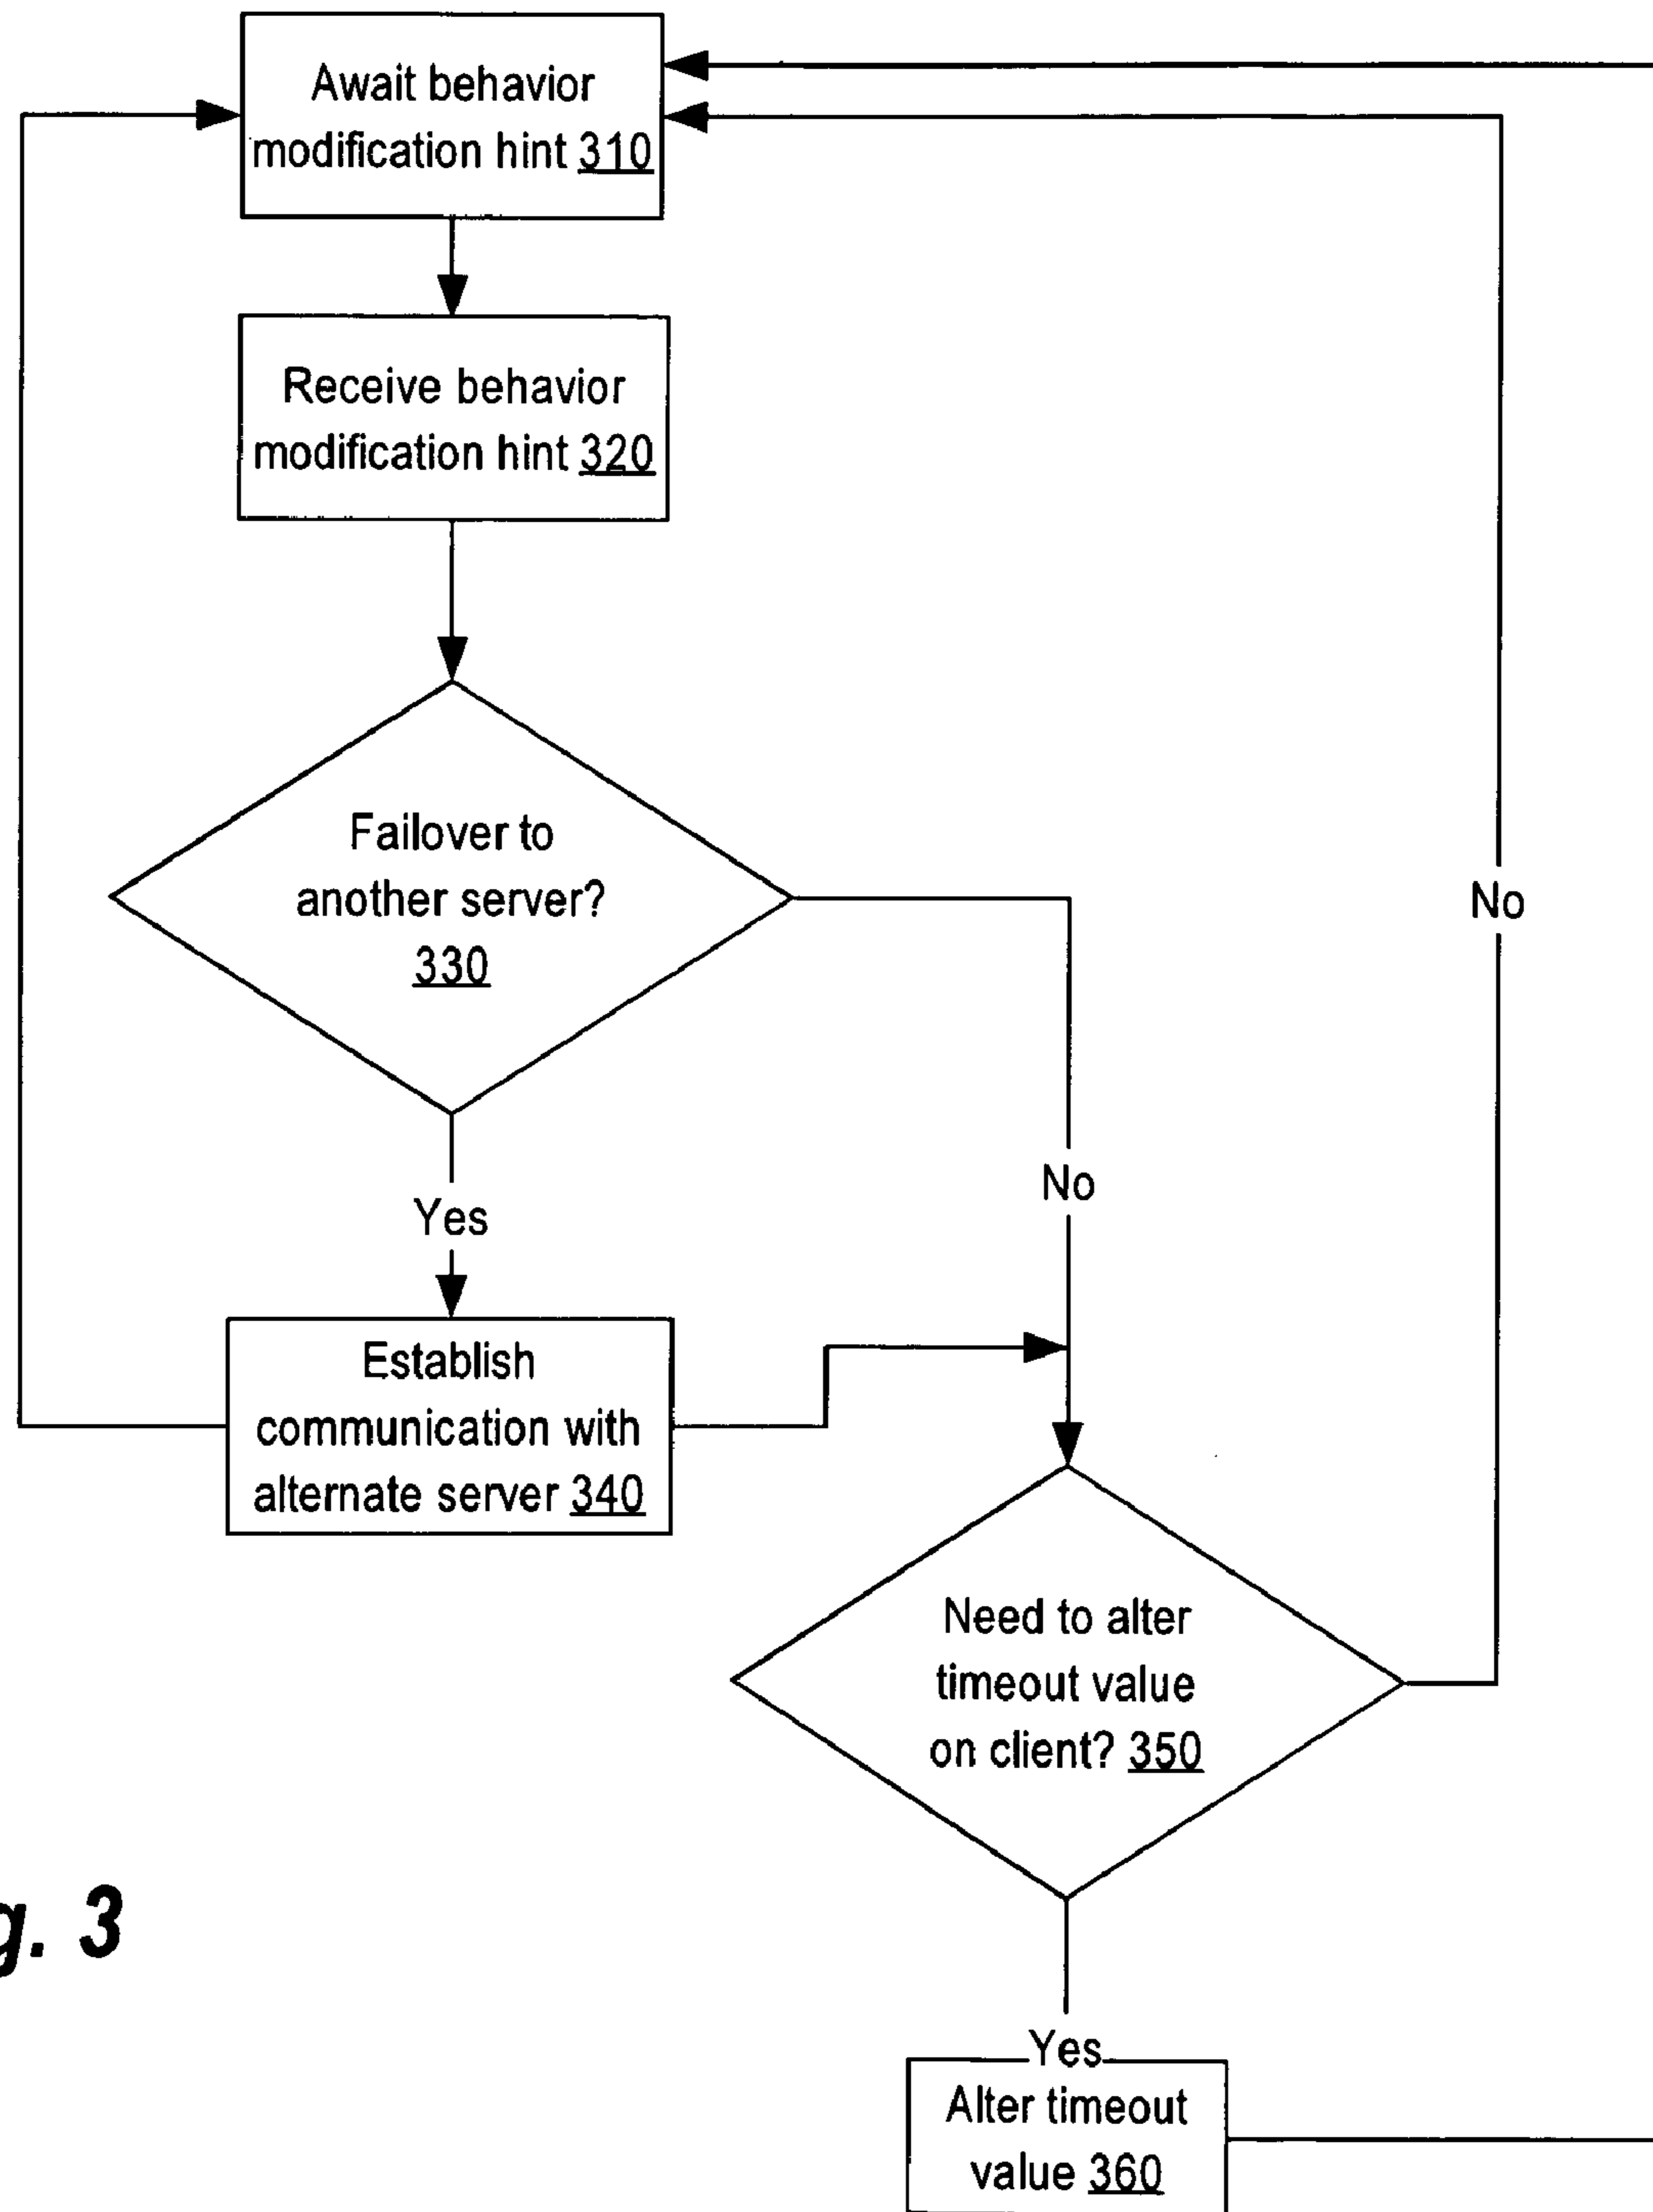 Await behavior
modification hint 310
Receive behavior
modification hint 320
Failover to
another server?
330
No
No
Yes
Establish
communication with
alternate server 340
Need to alter
timeout value
on client? 350
g. 3
Yes
Alter timeout
value 360